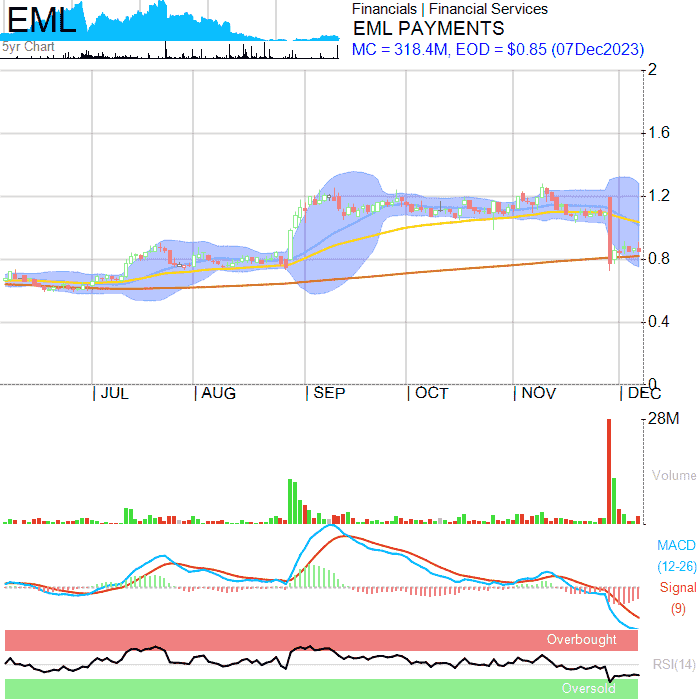 EML
5yr Chart
Financials | Financial Services
EML PAYMENTS
MC = 318.4M, EOD = $0.85 (07Dec2023)
2
1.6
1.2
0.8
0.4
0
| JUL | AUG | SEP | OCT | NOV | DEC
28M
Volume
MACD
(12-26)
Signal
(9)
Overbought
RSI(14)
Oversold